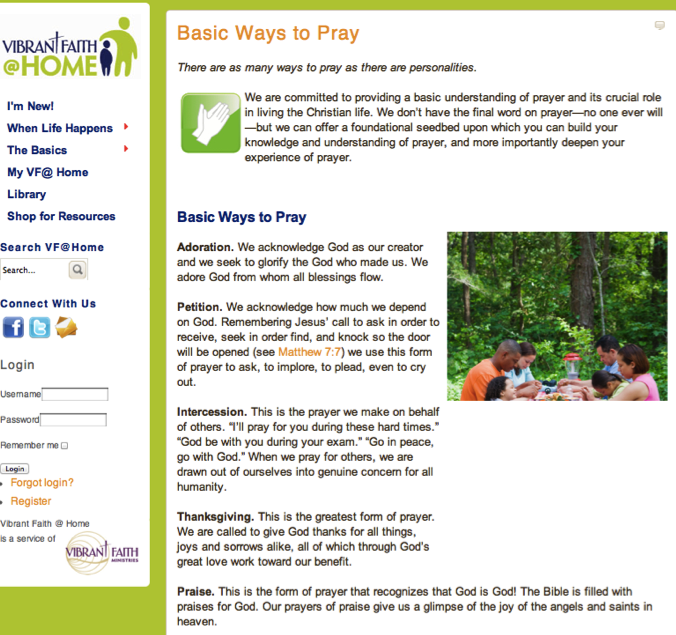 VIBRANT FAITH
@HOME
I'm New!
When Life Happens
The Basics
My VF@ Home
Library
Shop for Resources
Search VF@Home
Search...
Connect With Us
Login
Username
Password
Remember me
Login
Forgot login?
Register
Vibrant Faith @ Home
is a service of
VIBRANT FAITH
MINISTRIES
Basic Ways to Pray
There are as many ways to pray as there are personalities.
We are committed to providing a basic understanding of prayer and its crucial role
in living the Christian life. We don't have the final word on prayer—no one ever will
—but we can offer a foundational seedbed upon which you can build your
knowledge and understanding of prayer, and more importantly deepen your
experience of prayer.
Basic Ways to Pray
Adoration. We acknowledge God as our creator
and we seek to glorify the God who made us. We
adore God from whom all blessings flow.
Petition. We acknowledge how much we depend
on God. Remembering Jesus' call to ask in order to
receive, seek in order find, and knock so the door
will be opened (see Matthew 7:7) we use this form
of prayer to ask, to implore, to plead, even to cry
out.
Intercession. This is the prayer we make on behalf
of others. "I'll pray for you during these hard times."
"God be with you during your exam." "Go in peace,
go with God." When we pray for others, we are
drawn out of ourselves into genuine concern for all
humanity.
Thanksgiving. This is the greatest form of prayer.
We are called to give God thanks for all things,
joys and sorrows alike, all of which through God's
great love work toward our benefit.
Praise. This is the form of prayer that recognizes that God is God! The Bible is filled with
praises for God. Our prayers of praise give us a glimpse of the joy of the angels and saints in
heaven.